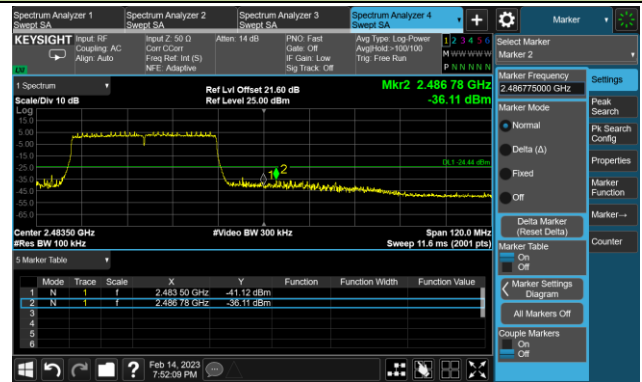 Spectrum Analyzer 1
Swept SA
Spectrum Analyzer 2
Swept SA
Spectrum Analyzer 3
Swept SA
Spectrum Analyzer 4
Swept SA
Marker
KEYSIGHT
Input: RF
Coupling: AC
Align: Auto
Input Z: 50 Ω
Corr CCorr
Freq Ref: Int (S)
NFE: Adaptive
Atten: 14 dB
PNO: Fast
Gate: Off
IF Gain: Low
Sig Track: Off
Avg Type: Log-Power
Avg|Hold:>100/100
Trig: Free Run
1 2 3 4 5 6
M W W W W W
P N N N N N
Select Marker
Marker 2
1 Spectrum
Scale/Div 10 dB
Log
Ref Lvl Offset 21.60 dB
Ref Level 25.00 dBm
Mkr2 2.486 78 GHz
-36.11 dBm
15.0
5.00
-5.00
-15.0
-25.0
-35.0
-45.0
-55.0
-65.0
DL1 -24.44 dBm
1
2
Center 2.48350 GHz
#Res BW 100 kHz
#Video BW 300 kHz
Span 120.0 MHz
Sweep 11.6 ms (2001 pts)
5 Marker Table
Mode Trace Scale X Y Function Function Width Function Value
1 N 1 f 2.483 50 GHz -41.12 dBm
2 N 1 f 2.486 78 GHz -36.11 dBm
3
4
5
6
Marker Frequency
2.486775000 GHz
Marker Mode
Normal
Delta (Δ)
Fixed
Off
Delta Marker
(Reset Delta)
Marker Table
On
Off
Marker Settings
Diagram
All Markers Off
Couple Markers
On
Off
Settings
Peak
Search
Pk Search
Config
Properties
Marker
Function
Marker→
Counter
Feb 14, 2023
7:52:09 PM